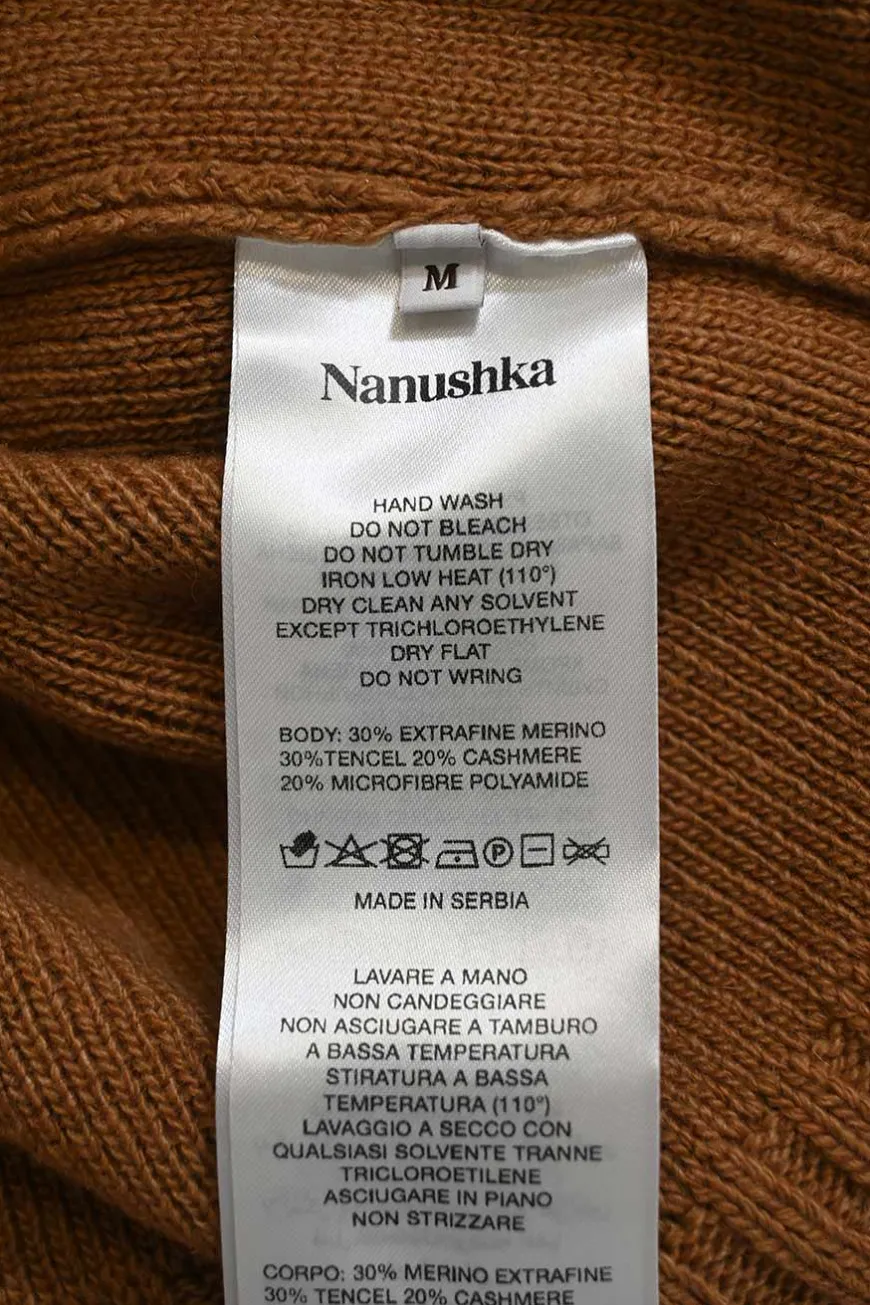 M
Nanushka
HAND WASH
DO NOT BLEACH
DO NOT TUMBLE DRY
IRON LOW HEAT (110°)
DRY CLEAN ANY SOLVENT
EXCEPT TRICHLOROETHYLENE
DRY FLAT
DO NOT WRING
BODY: 30% EXTRAFINE MERINO
30%TENCEL 20% CASHMERE
20% MICROFIBRE POLYAMIDE
P
MADE IN SERBIA
LAVARE A MANO
NON CANDEGGIARE
NON ASCIUGARE A TAMBURO
A BASSA TEMPERATURA
STIRATURA A BASSA
TEMPERATURA (110°)
LAVAGGIO A SECCO CON
QUALSIASI SOLVENTE TRANNE
TRICLOROETILENE
ASCIUGARE IN PIANO
NON STRIZZARE
CORPO: 30% MERINO EXTRAFINE
30% TENCEL 20% CASHMERE